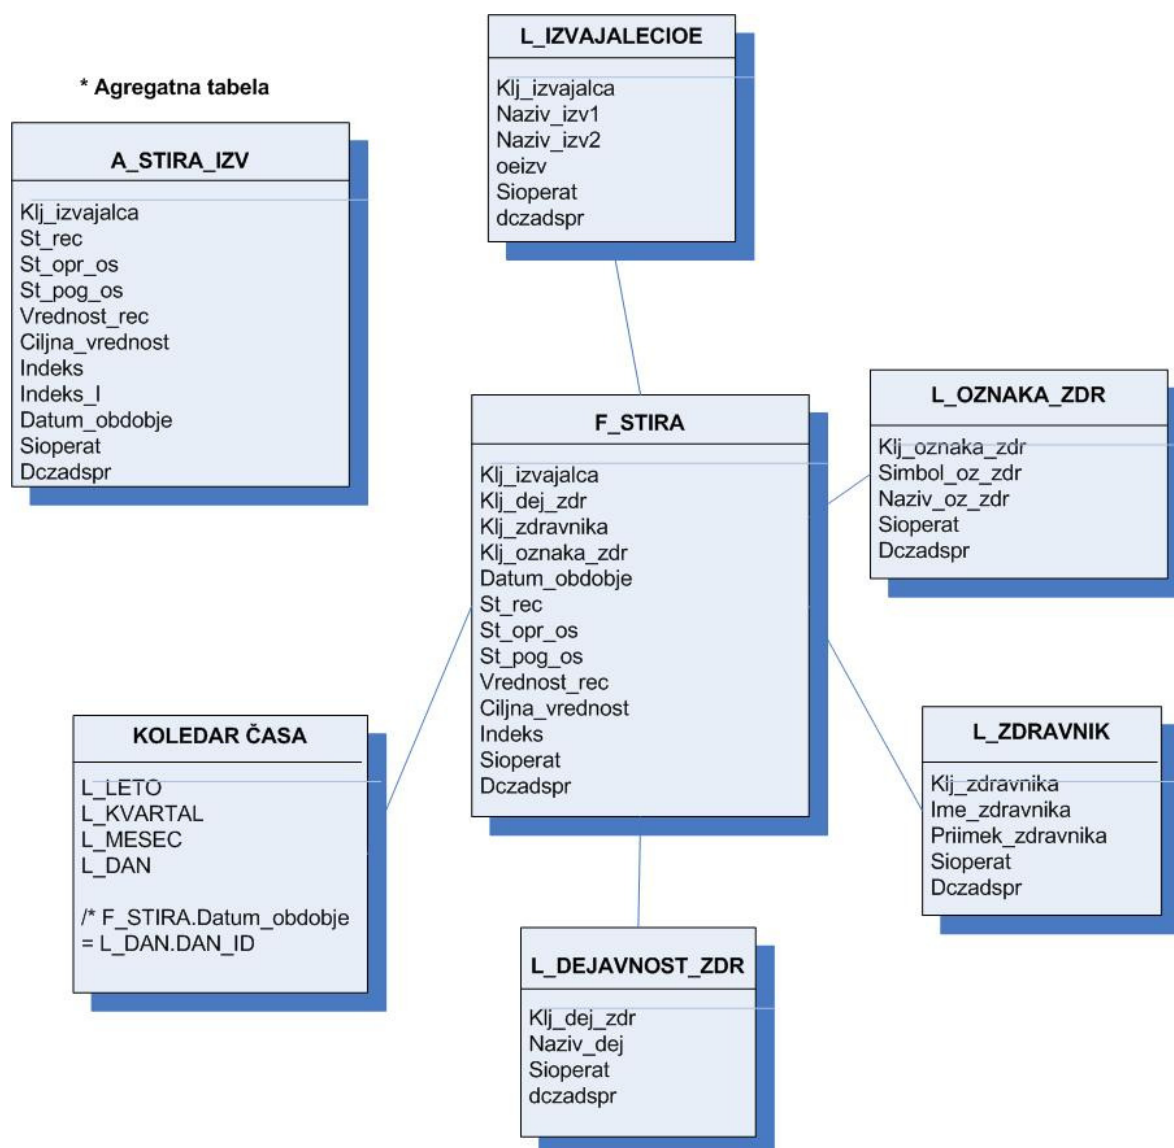 L_IZVAJALECIOE
Klj_izvajalca
Naziv_izv1
Naziv_izv2
oeizv
Sioperat
dczadspr
* Agregatna tabela
A_STIRA_IZV
Klj_izvajalca
St_rec
St_opr_os
St_pog_os
Vrednost_rec
Ciljna_vrednost
Indeks
Indeks_I
Datum_obdobje
Sioperat
Dczadspr
F_STIRA
Klj_izvajalca
Klj_dej_zdr
Klj_zdravnika
Klj_oznaka_zdr
Datum_obdobje
St_rec
St_opr_os
St_pog_os
Vrednost_rec
Ciljna_vrednost
Indeks
Sioperat
Dczadspr
L_OZNAKA_ZDR
Klj_oznaka_zdr
Simbol_oz_zdr
Naziv_oz_zdr
Sioperat
Dczadspr
KOLEDAR ČASA
L_LETO
L_KVARTAL
L_MESEC
L_DAN
/* F_STIRA.Datum_obdobje
= L_DAN.DAN_ID
L_ZDRAVNIK
Klj_zdravnika
Ime_zdravnika
Priimek_zdravnika
Sioperat
Dczadspr
L_DEJAVNOST_ZDR
Klj_dej_zdr
Naziv_dej
Sioperat
dczadspr